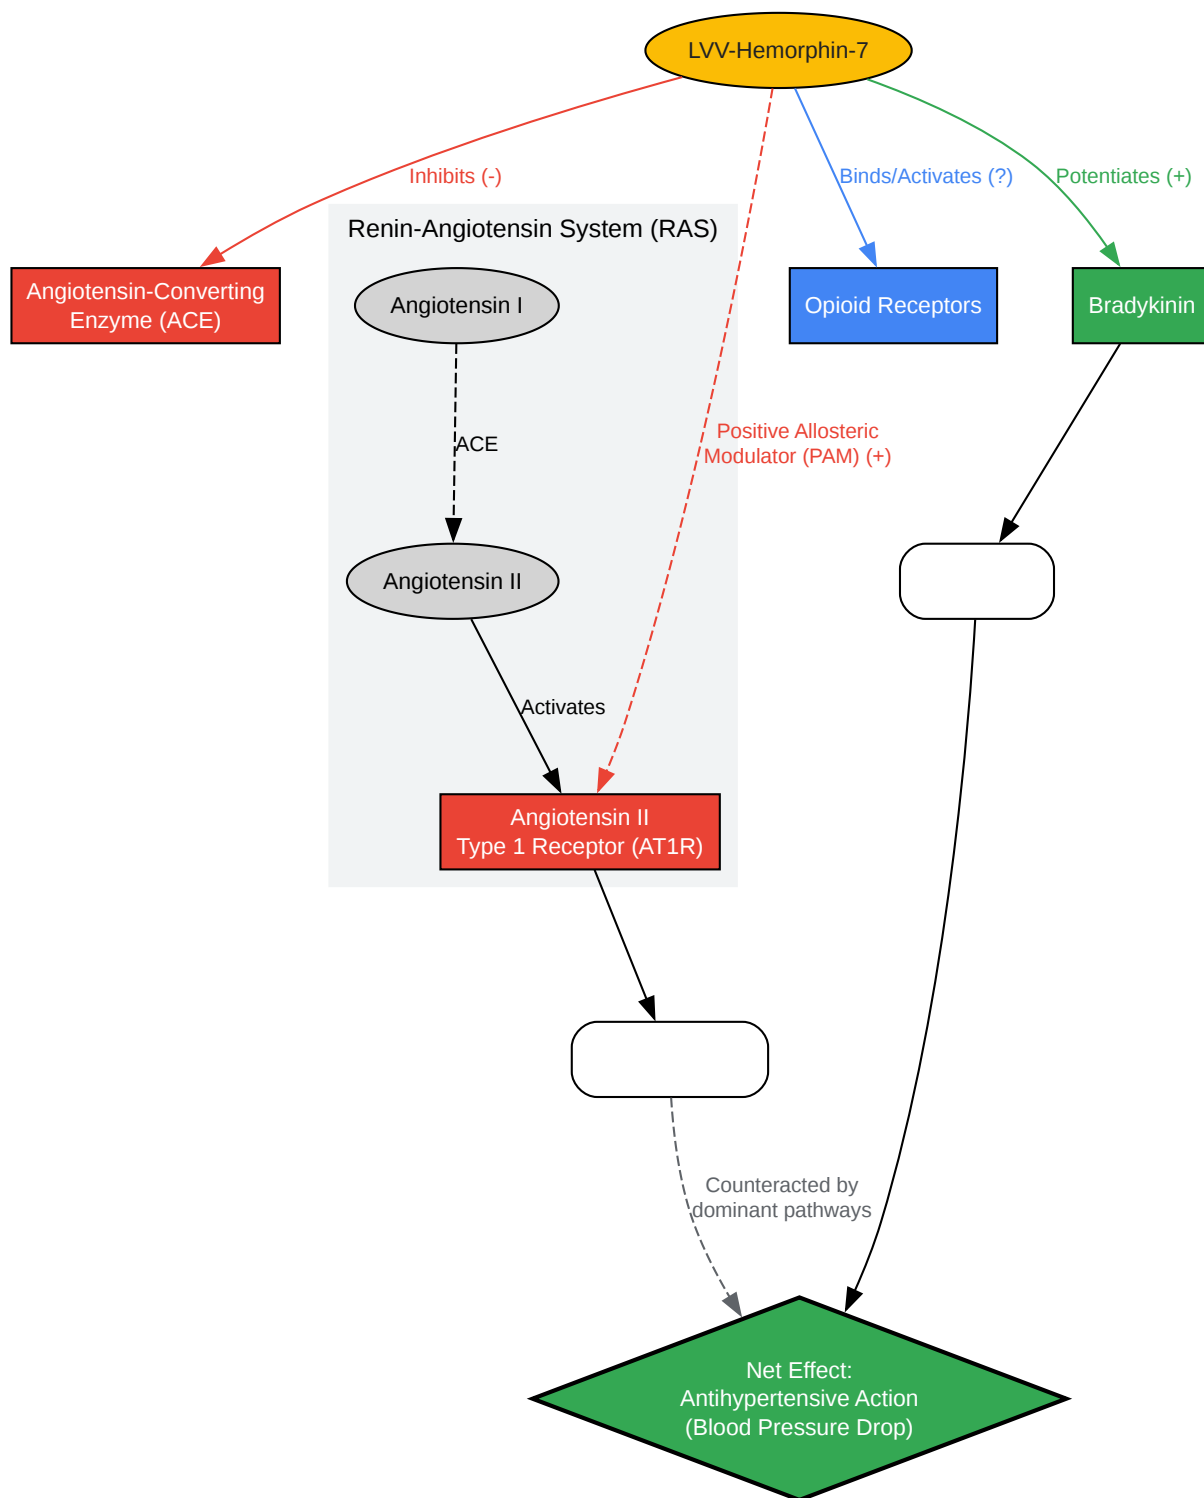 LVV-Hemorphin-7
Inhibits (-)
Binds/Activates (?)
Potentiates (+)
Renin-Angiotensin System (RAS)
Angiotensin-Converting
Enzyme (ACE)
Angiotensin I
Opioid Receptors
Bradykinin
ACE
Positive Allosteric
Modulator (PAM) (+)
Angiotensin II
Activates
Angiotensin II
Type 1 Receptor (AT1R)
Counteracted by
dominant pathways
Net Effect:
Antihypertensive Action
(Blood Pressure Drop)